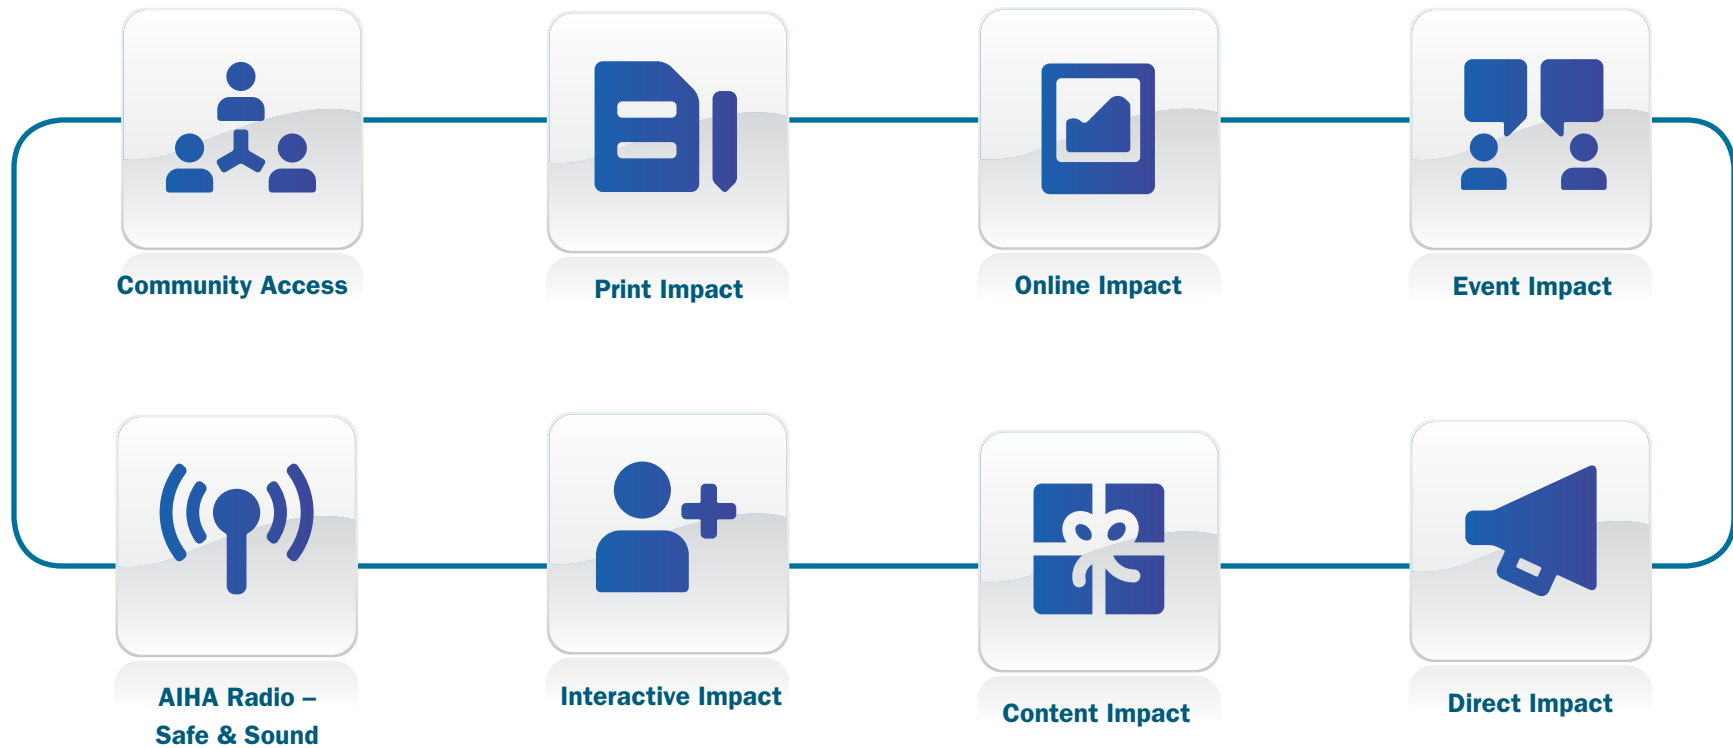 Community Access
Print Impact
Online Impact
Event Impact
AIHA Radio –
Safe & Sound
Interactive Impact
Content Impact
Direct Impact